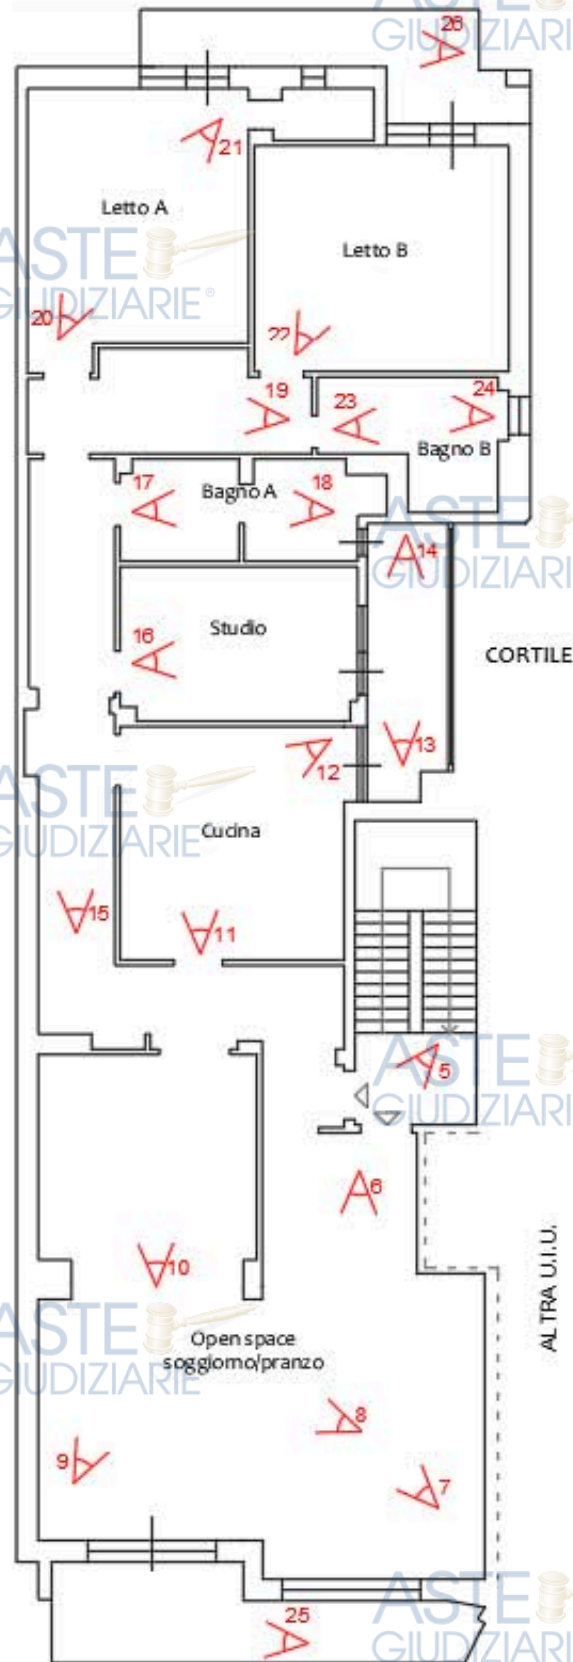 ASTE
GIUDIZIARIE
26
21
Letto A
Letto B
ASTE
GIUDIZIARIE®
20
22
19
23
24
Bagno B
17
Bagno A
18
ASTE
GIUDIZIARI
14
Studio
16
CORTILE
13
12
ASTE
GIUDIZIARIE
Cucina
15
11
ASTE
GIUDIZIARI
5
6
10
ALTRA U.I.U.
ASTE
GIUDIZIARIE
Open space
soggiorno/pranzo
8
9
7
ASTE
GIUDIZIARI
25